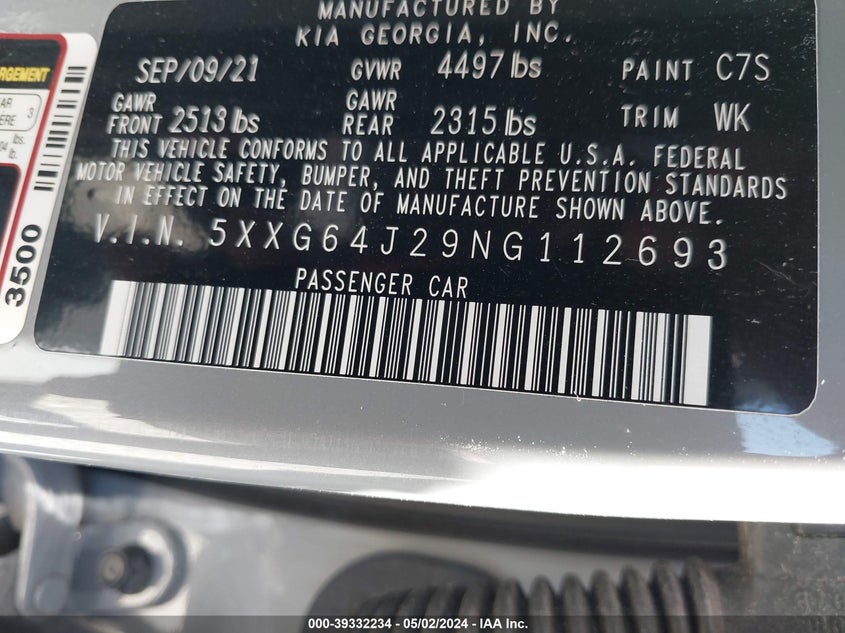 MANUFACTURED BY
KIA GEORGIA, INC.
SEP/09/21 GVWR 4497 lbs PAINT C7S
GAWR FRONT 2513 lbs GAWR REAR 2315 lbs TRIM WK
THIS VEHICLE CONFORMS TO ALL APPLICABLE U.S.A. FEDERAL
MOTOR VEHICLE SAFETY, BUMPER, AND THEFT PREVENTION STANDARDS
IN EFFECT ON THE DATE OF MANUFACTURE SHOWN ABOVE.
V.I.N. 5XXG64J29NG112693
PASSENGER CAR
3
lbs.
lb.
3500
000-39332234 - 05/02/2024 - IAA Inc.